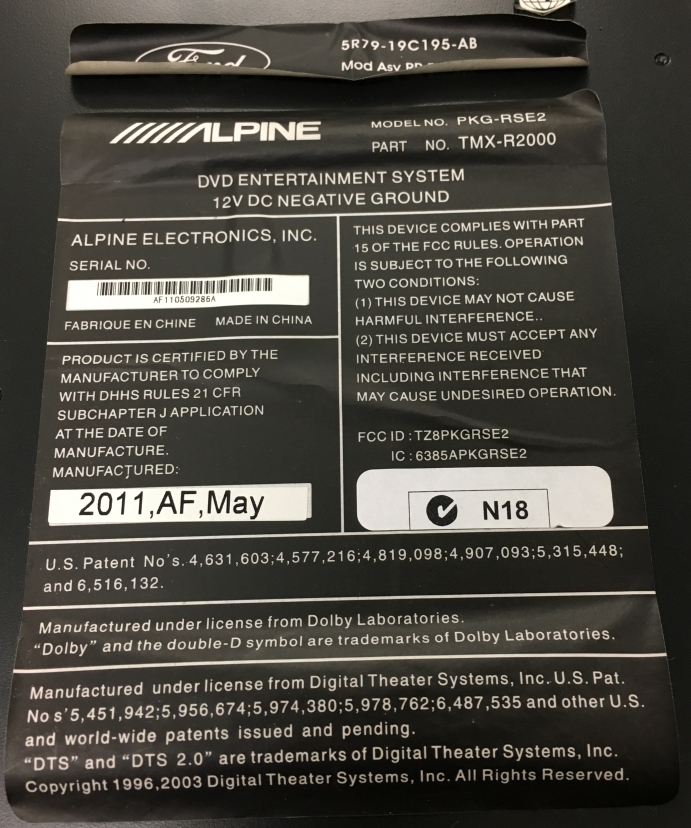 Ford
5R79-19C195-AB
Mod Asy
ALPINE
MODEL NO. PKG-RSE2
PART NO. TMX-R2000
DVD ENTERTAINMENT SYSTEM
12V DC NEGATIVE GROUND
ALPINE ELECTRONICS, INC.
SERIAL NO.
AF110509286A
FABRIQUE EN CHINE MADE IN CHINA
PRODUCT IS CERTIFIED BY THE
MANUFACTURER TO COMPLY
WITH DHHS RULES 21 CFR
SUBCHAPTER J APPLICATION
AT THE DATE OF
MANUFACTURE.
MANUFACTURED:
2011,AF,May
THIS DEVICE COMPLIES WITH PART
15 OF THE FCC RULES. OPERATION
IS SUBJECT TO THE FOLLOWING
TWO CONDITIONS:
(1) THIS DEVICE MAY NOT CAUSE
HARMFUL INTERFERENCE..
(2) THIS DEVICE MUST ACCEPT ANY
INTERFERENCE RECEIVED
INCLUDING INTERFERENCE THAT
MAY CAUSE UNDESIRED OPERATION.
FCC ID : TZ8PKGRSE2
IC : 6385APKGRSE2
N18
U.S. Patent No's. 4,631,603;4,577,216;4,819,098;4,907,093;5,315,448;
and 6,516,132.
Manufactured under license from Dolby Laboratories.
"Dolby" and the double-D symbol are trademarks of Dolby Laboratories.
Manufactured under license from Digital Theater Systems, Inc. U.S. Pat.
No s'5,451,942;5,956,674;5,974,380;5,978,762;6,487,535 and other U.S.
and world-wide patents issued and pending.
"DTS" and "DTS 2.0" are trademarks of Digital Theater Systems, Inc.
Copyright 1996,2003 Digital Theater Systems, Inc. All Rights Reserved.